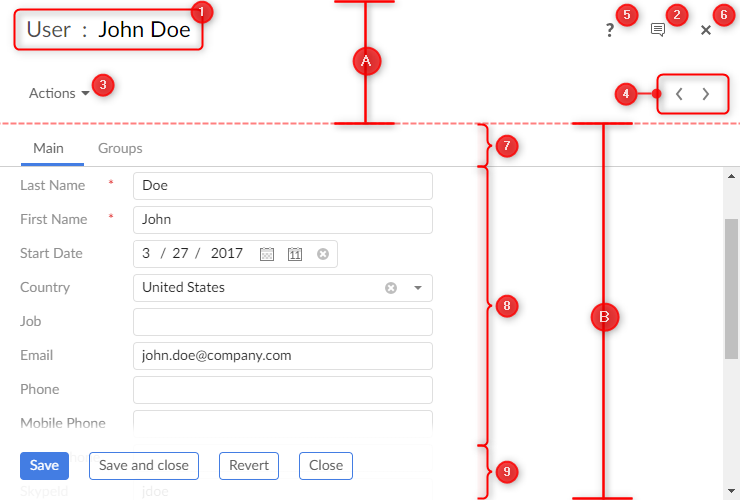 User : John Doe
1
5
2
6
?
A
Actions
3
4
Main
Groups
7
B
Last Name * Doe
First Name * John
Start Date 3 / 27 / 2017 11
Country United States
8
Job
Email john.doe@company.com
Phone
Mobile Phone
Save
Save and close
Revert
Close
9
SkypeId jdoe